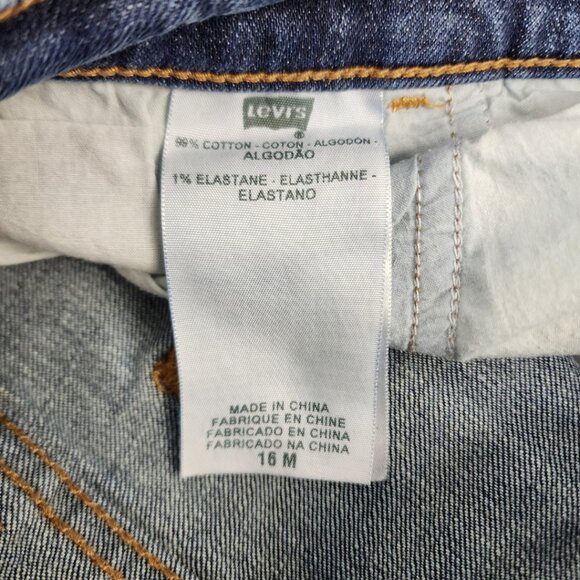 LEVI'S
®
99% COTTON - COTON - ALGODÓN -
ALGODÃO
1% ELASTANE - ELASTHANNE -
ELASTANO
MADE IN CHINA
FABRIQUE EN CHINE
FABRICADO EN CHINA
FABRICADO NA CHINA
16 M